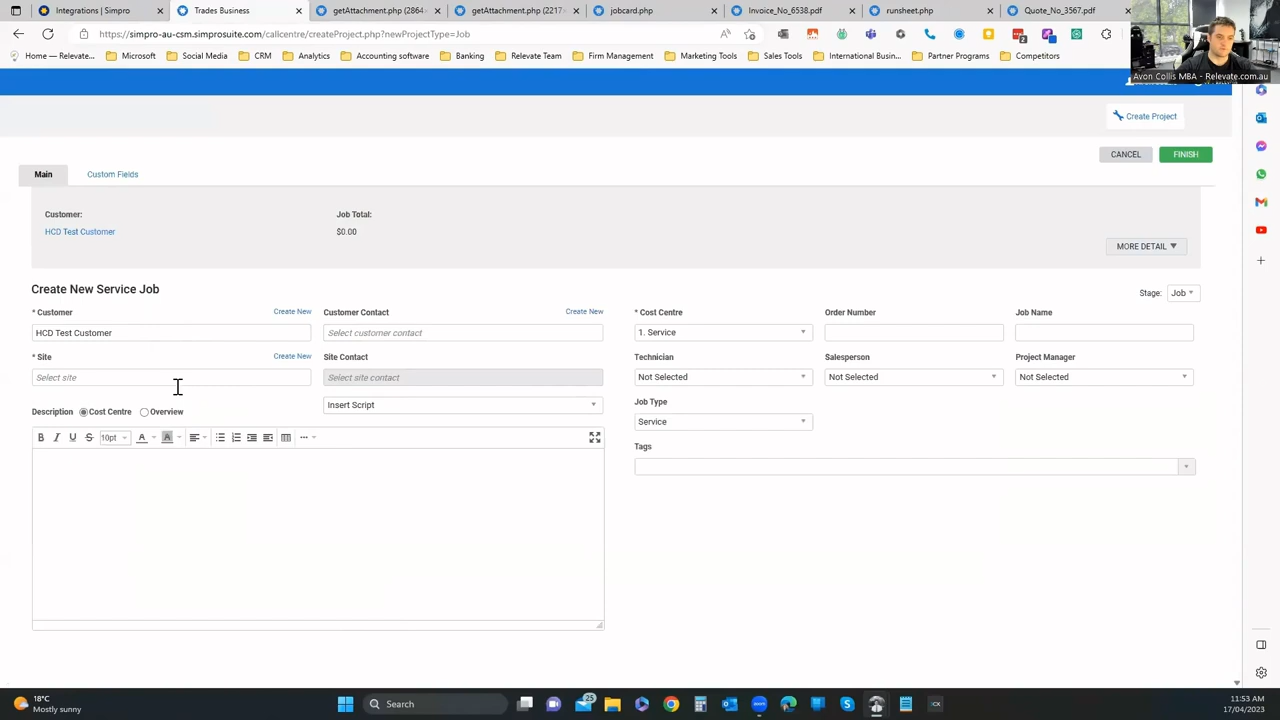 Integrations | Simpro
Trades Business
getAttachment.php (2864×
getAttachment.php (2217×
jobcard.php
Invoice_No_6538.pdf
runsheet.php
Quote_No_3567.pdf
https://simpro-au-csm.simprosuite.com/callcentre/createProject.php?newProjectType=Job
Home — Relevate...
Microsoft
Social Media
CRM
Analytics
Accounting software
Banking
Relevate Team
Firm Management
Marketing Tools
Sales Tools
International Busin...
Partner Programs
Competitors
Avon Collis MBA - Relevate.com.au
Create Project
CANCEL
FINISH
Main
Custom Fields
Customer:
Job Total:
HCD Test Customer
$0.00
MORE DETAIL
Create New Service Job
Stage: Job
* Customer
Create New
Customer Contact
Create New
* Cost Centre
Order Number
Job Name
HCD Test Customer
Select customer contact
1. Service
* Site
Create New
Site Contact
Technician
Salesperson
Project Manager
Select site
Select site contact
Not Selected
Not Selected
Not Selected
Description Cost Centre Overview
Insert Script
Job Type
Service
B I U S 10pt A A
Tags
18°C
Mostly sunny
Search
25
11:53 AM
17/04/2023